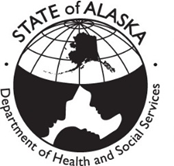 STATE of ALASKA
Department of Health and Social Services